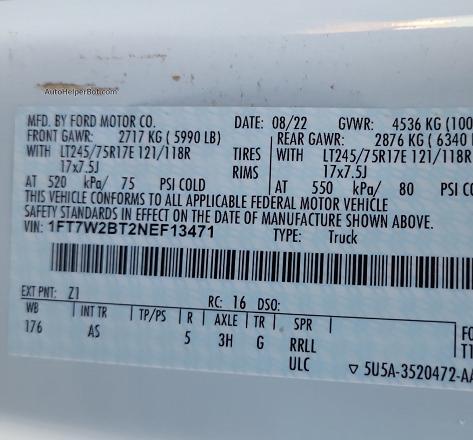 AutoHelperBot.com
MFD. BY FORD MOTOR CO. DATE: 08/22 GVWR: 4536 KG (100
FRONT GAWR: 2717 KG ( 5990 LB) REAR GAWR: 2876 KG ( 6340
WITH LT245/75R17E 121/118R TIRES WITH LT245/75R17E 121/118R
17x7.5J RIMS 17x7.5J
AT 520 kPa/ 75 PSI COLD AT 550 kPa/ 80 PSI C
THIS VEHICLE CONFORMS TO ALL APPLICABLE FEDERAL MOTOR VEHICLE
SAFETY STANDARDS IN EFFECT ON THE DATE OF MANUFACTURE SHOWN ABOVE.
VIN: 1FT7W2BT2NEF13471 TYPE: Truck
EXT PNT: Z1 RC: 16 DSO:
WB INT TR TP/PS R AXLE TR SPR
176 AS 5 3H G RRLL
ULC
FO
T1
▽ 5U5A-3520472-AA